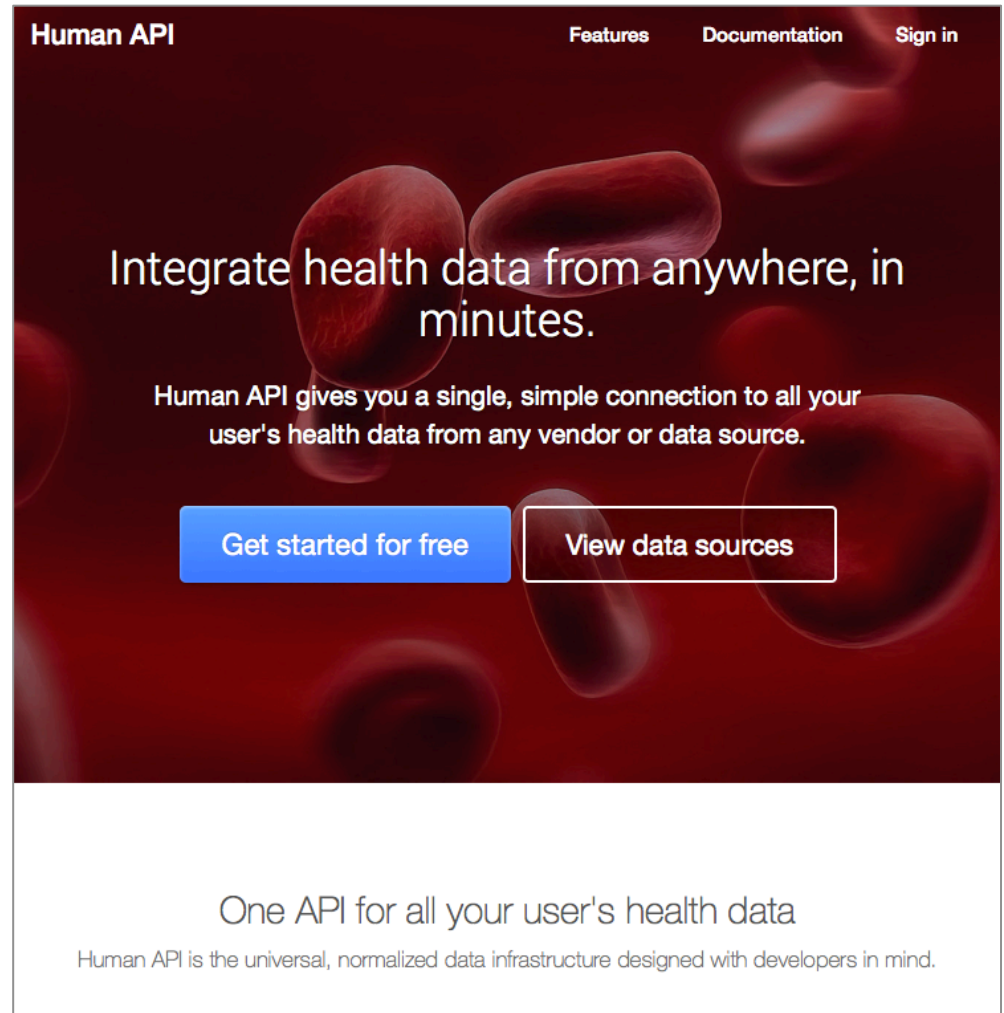 Human API
Features
Documentation
Sign in
Integrate health data from anywhere, in
minutes.
Human API gives you a single, simple connection to all your
user's health data from any vendor or data source.
Get started for free
View data sources
One API for all your user's health data
Human API is the universal, normalized data infrastructure designed with developers in mind.